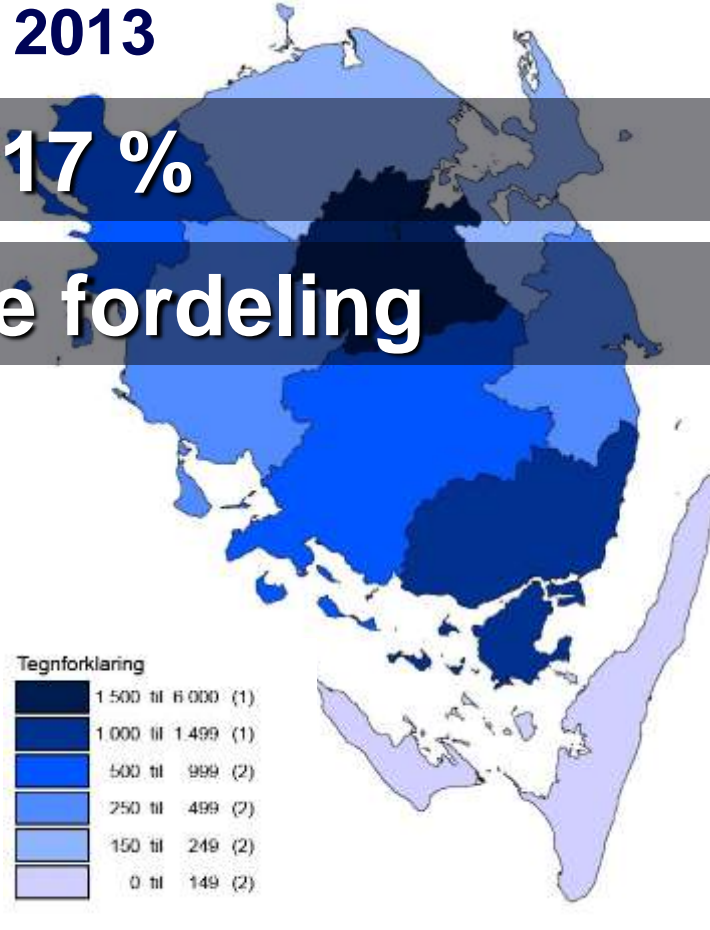 2013
17 %
e fordeling
Tegnforklaring
1 500 til 6 000 (1)
1 000 til 1 499 (1)
500 til 999 (2)
250 til 499 (2)
150 til 249 (2)
0 til 149 (2)